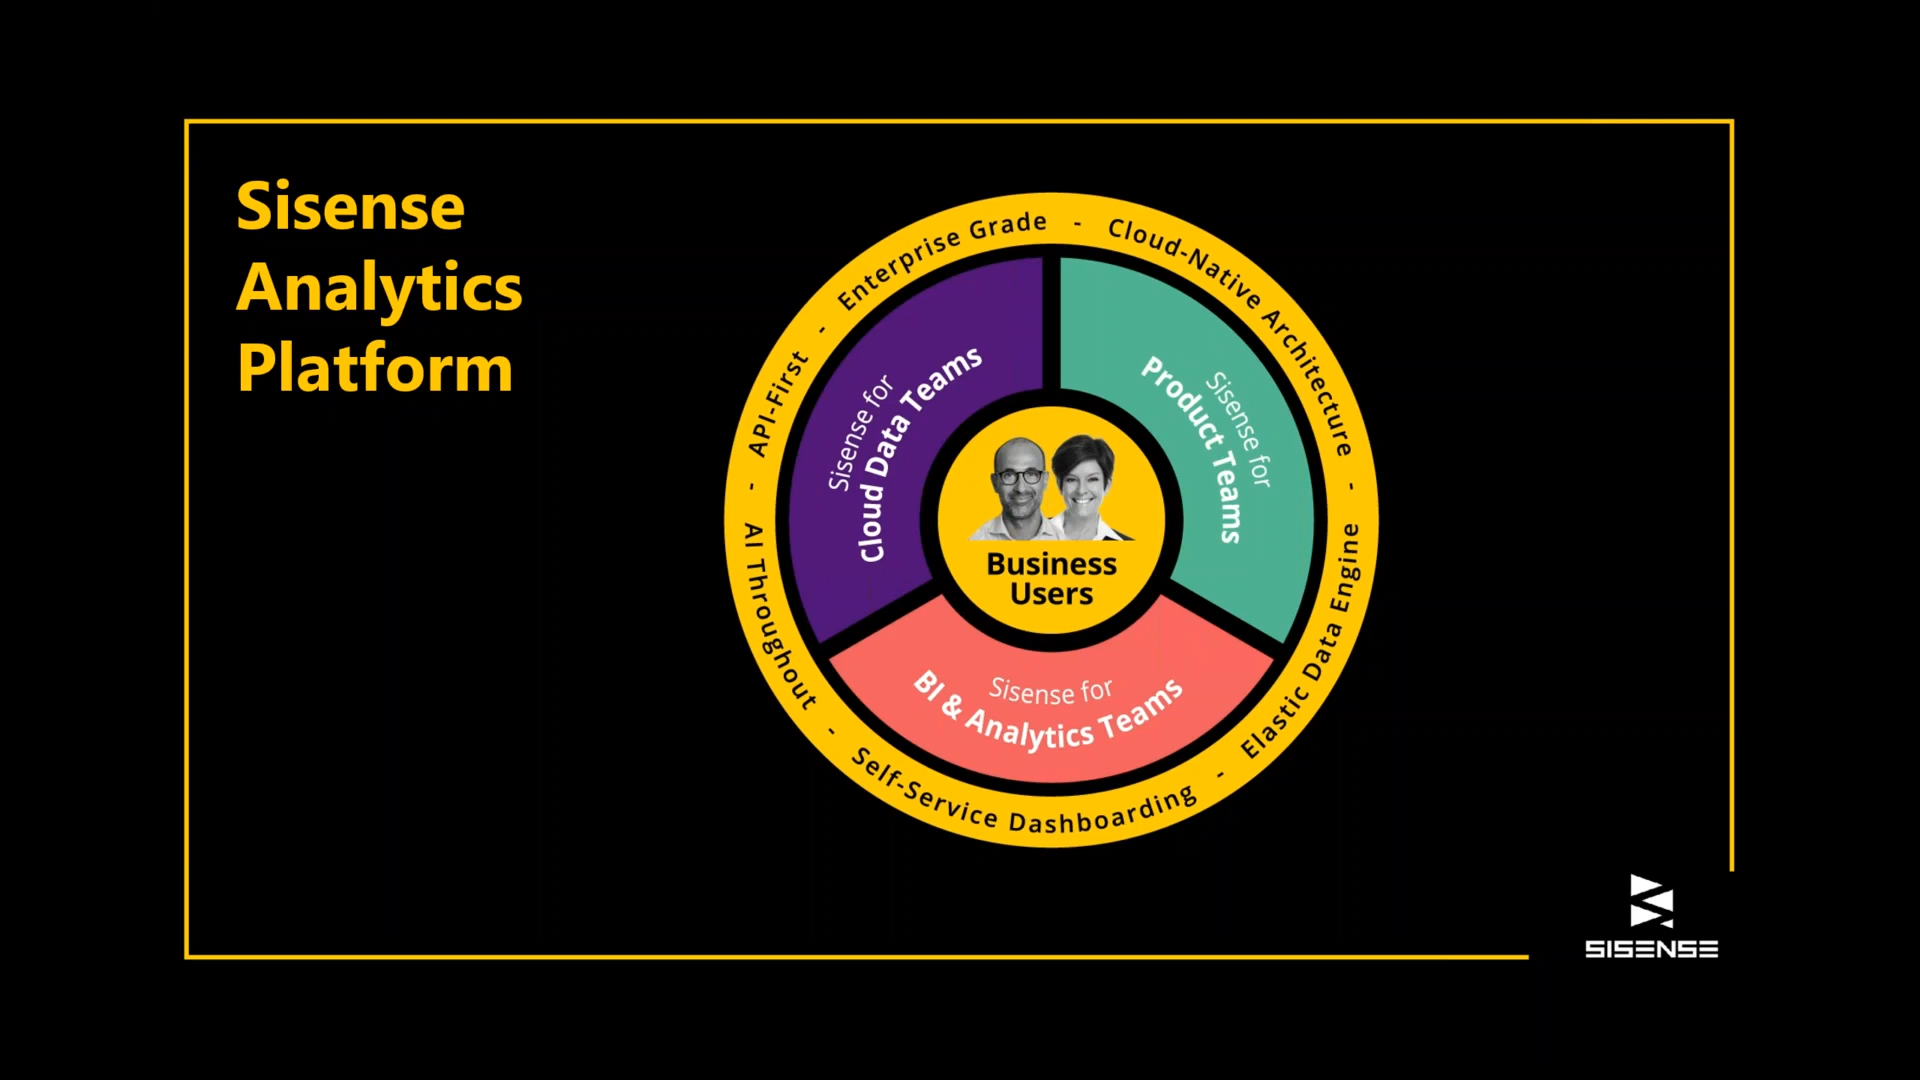 Sisense
Analytics
Platform
Enterprise Grade - Cloud-Native Architecture - Elastic Data Engine - Self-Service Dashboarding - AI Throughout - API-First -
Sisense for
Cloud Data Teams
Sisense for
Product Teams
Business
Users
Sisense for
BI & Analytics Teams
SISENSE